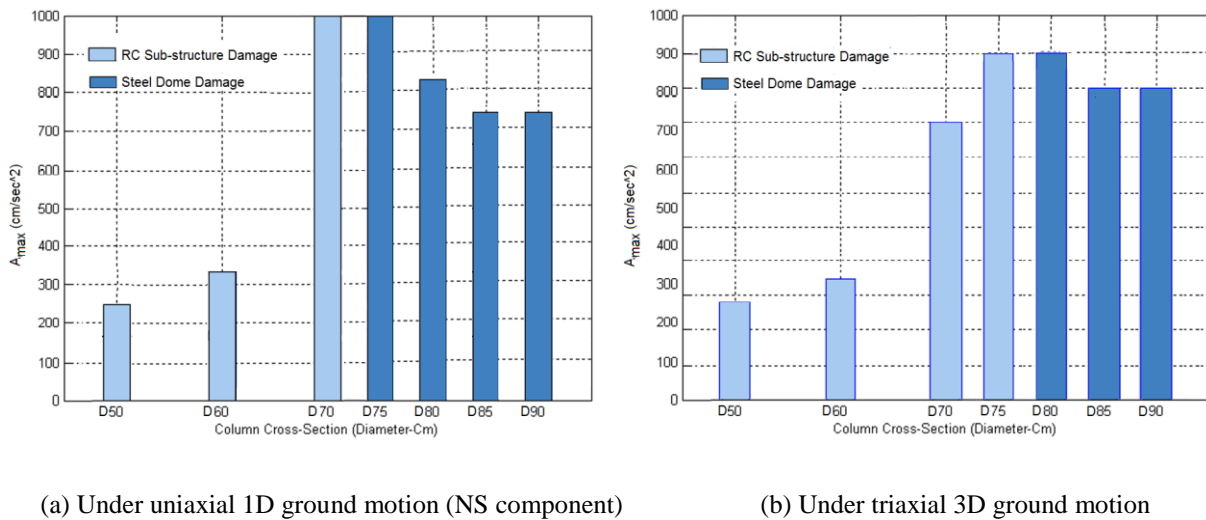 1000
900
800
700
600
500
400
300
200
100
0
A_max (cm/sec^2)
RC Sub-structure Damage
Steel Dome Damage
D50 D60 D70 D75 D80 D85 D90
Column Cross-Section (Diameter-Cm)
(a) Under uniaxial 1D ground motion (NS component)
1000
900
800
700
600
500
400
300
200
100
0
A_max (cm/sec^2)
RC Sub-structure Damage
Steel Dome Damage
D50 D60 D70 D75 D80 D85 D90
Column Cross-Section (Diameter-Cm)
(b) Under triaxial 3D ground motion